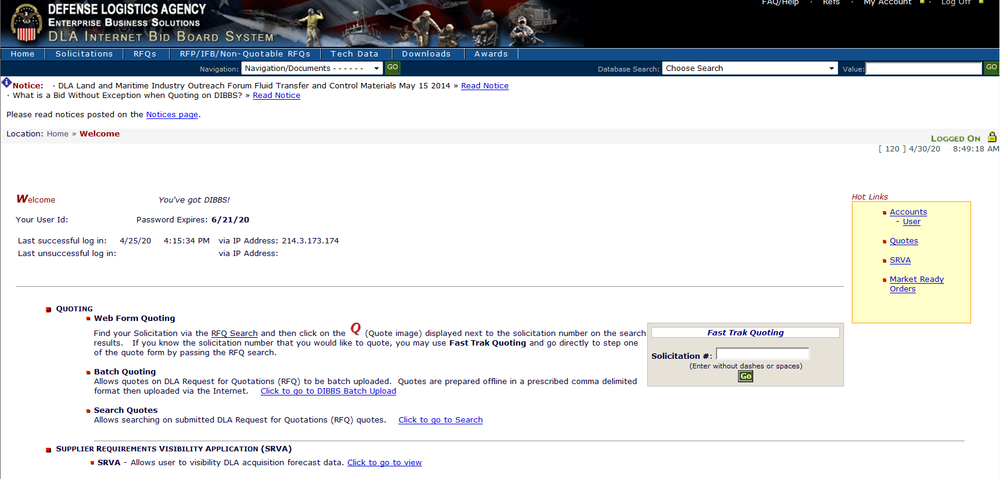 FAQ/Help · Refs · My Account · Log Off
DEFENSE LOGISTICS AGENCY
ENTERPRISE BUSINESS SOLUTIONS
DLA INTERNET BID BOARD SYSTEM
Home Solicitations RFQs RFP/IFB/Non-Quotable RFQs Tech Data Downloads Awards
Navigation: Navigation/Documents - - - - - - GO Database Search: Choose Search Value: GO
Notice: · DLA Land and Maritime Industry Outreach Forum Fluid Transfer and Control Materials May 15 2014 » Read Notice
· What is a Bid Without Exception when Quoting on DIBBS? » Read Notice
Please read notices posted on the Notices page.
Location: Home » Welcome
LOGGED ON
[ 120 ] 4/30/20 · 8:49:18 AM
Welcome You've got DIBBS!
Your User Id: Password Expires: 6/21/20
Last successful log in: 4/25/20 4:15:34 PM via IP Address: 214.3.173.174
Last unsuccessful log in: via IP Address:
Hot Links
Accounts
- User
Quotes
SRVA
Market Ready
Orders
QUOTING
Web Form Quoting
Find your Solicitation via the RFQ Search and then click on the Q (Quote image) displayed next to the solicitation number on the search
results. If you know the solicitation number that you would like to quote, you may use Fast Trak Quoting and go directly to step one
of the quote form by passing the RFQ search.
Fast Trak Quoting
Solicitation #:
(Enter without dashes or spaces)
Go
Batch Quoting
Allows quotes on DLA Request for Quotations (RFQ) to be batch uploaded. Quotes are prepared offline in a prescribed comma delimited
format then uploaded via the Internet. Click to go to DIBBS Batch Upload
Search Quotes
Allows searching on submitted DLA Request for Quotations (RFQ) quotes. Click to go to Search
SUPPLIER REQUIREMENTS VISIBILITY APPLICATION (SRVA)
SRVA - Allows user to visibility DLA acquisition forecast data. Click to go to view